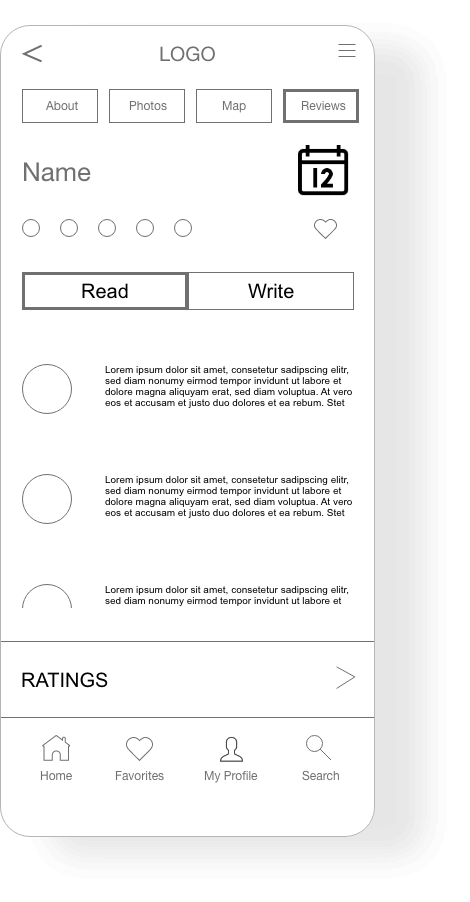 LOGO
About
Photos
Map
Reviews
Name
12
Read
Write
Lorem ipsum dolor sit amet, consetetur sadipscing elitr,
sed diam nonumy eirmod tempor invidunt ut labore et
dolore magna aliquyam erat, sed diam voluptua. At vero
eos et accusam et justo duo dolores et ea rebum. Stet
Lorem ipsum dolor sit amet, consetetur sadipscing elitr,
sed diam nonumy eirmod tempor invidunt ut labore et
dolore magna aliquyam erat, sed diam voluptua. At vero
eos et accusam et justo duo dolores et ea rebum. Stet
Lorem ipsum dolor sit amet, consetetur sadipscing elitr,
sed diam nonumy eirmod tempor invidunt ut labore et
RATINGS
Home
Favorites
My Profile
Search